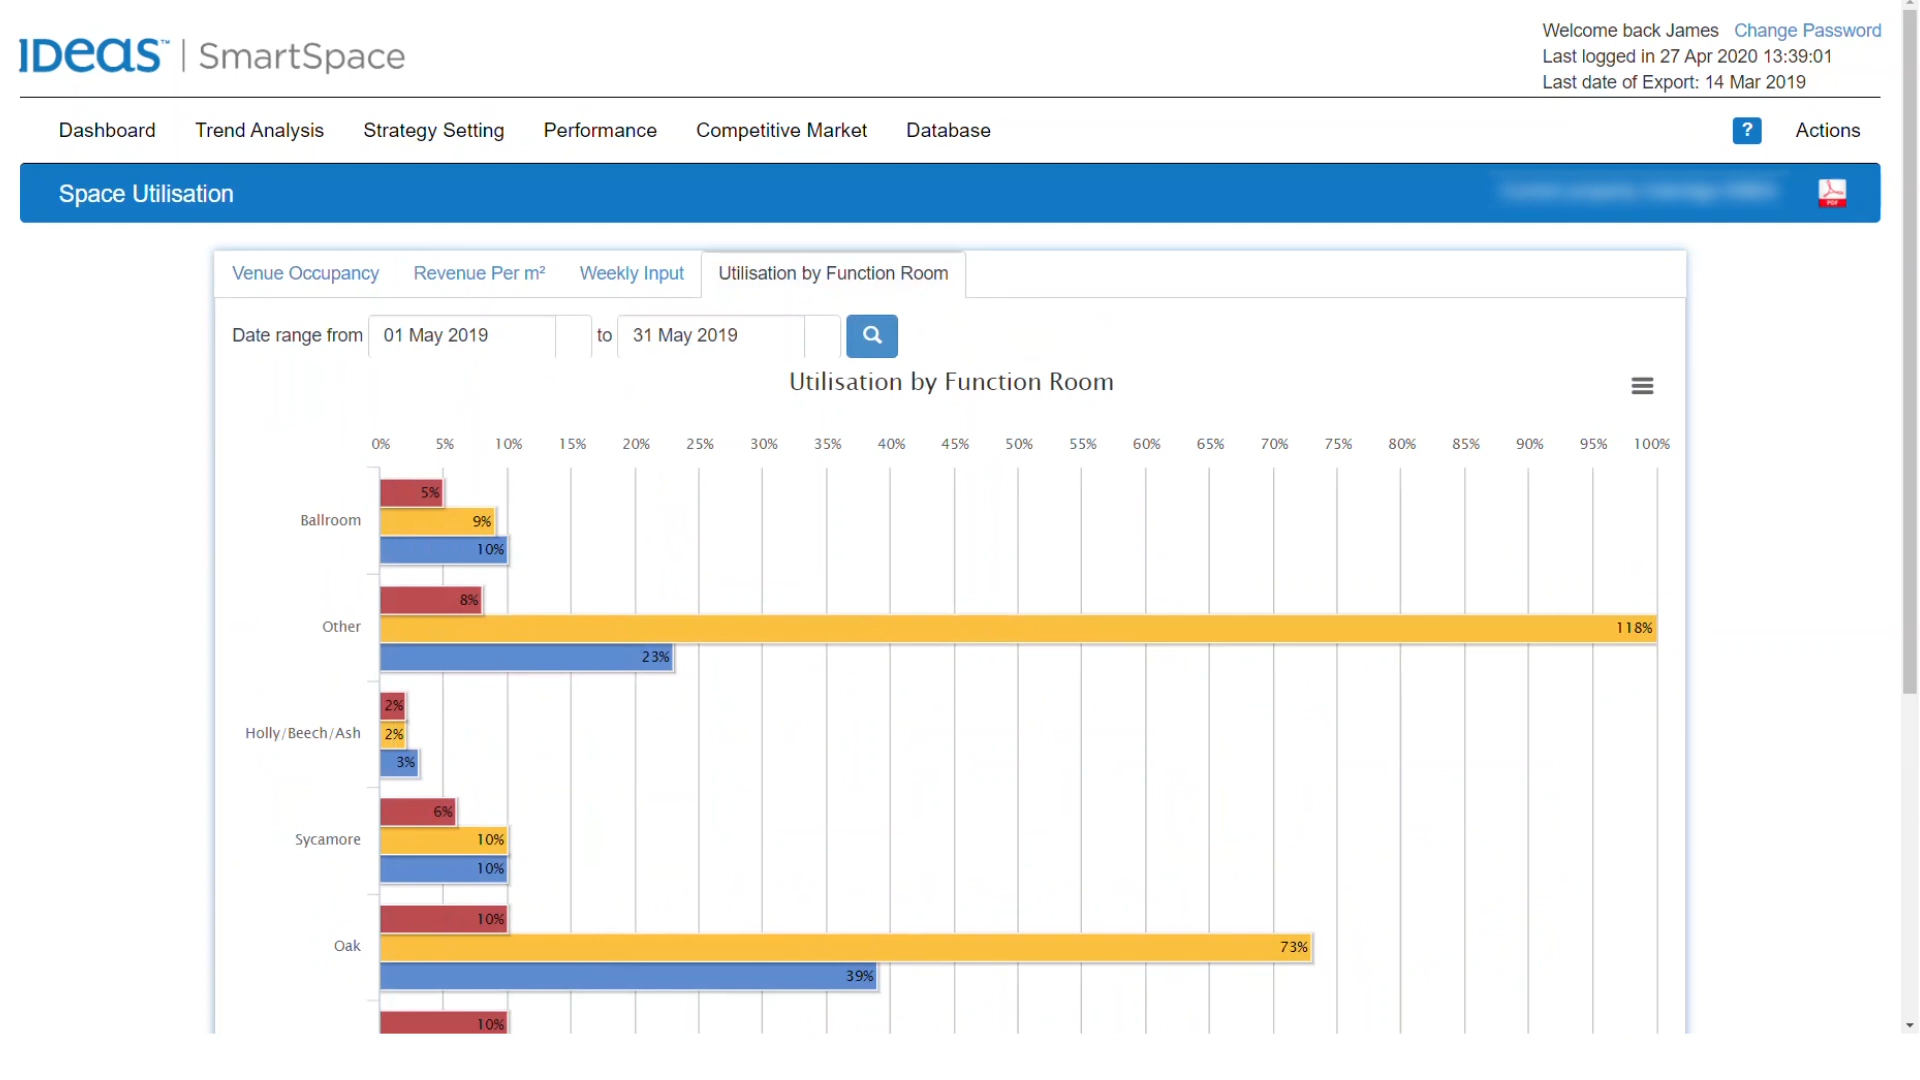 IDeaS™ | SmartSpace
Welcome back James Change Password
Last logged in 27 Apr 2020 13:39:01
Last date of Export: 14 Mar 2019
Dashboard Trend Analysis Strategy Setting Performance Competitive Market Database ? Actions
Space Utilisation
PDF
Venue Occupancy Revenue Per m² Weekly Input Utilisation by Function Room
Date range from 01 May 2019 to 31 May 2019
Utilisation by Function Room
0% 5% 10% 15% 20% 25% 30% 35% 40% 45% 50% 55% 60% 65% 70% 75% 80% 85% 90% 95% 100%
5%
Ballroom 9%
10%
8%
Other 118%
23%
2%
Holly/Beech/Ash 2%
3%
6%
Sycamore 10%
10%
10%
Oak 73%
39%
10%